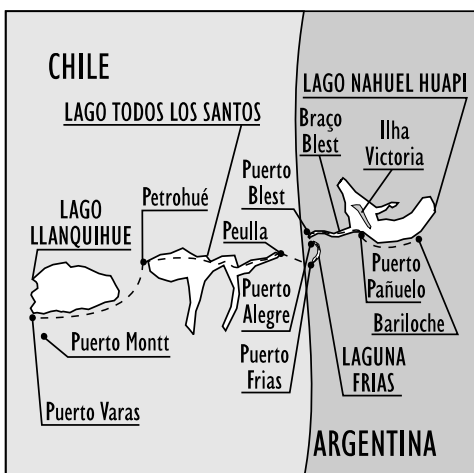 CHILE
LAGO NAHUEL HUAPI
LAGO TODOS LOS SANTOS
Braço
Blest
Ilha
Victoria
Puerto
Blest
Petrohué
LAGO
LLANQUIHUE
Peulla
Puerto
Pañuelo
Puerto
Alegre
Bariloche
Puerto Montt
Puerto
Frias
LAGUNA
FRIAS
Puerto Varas
ARGENTINA